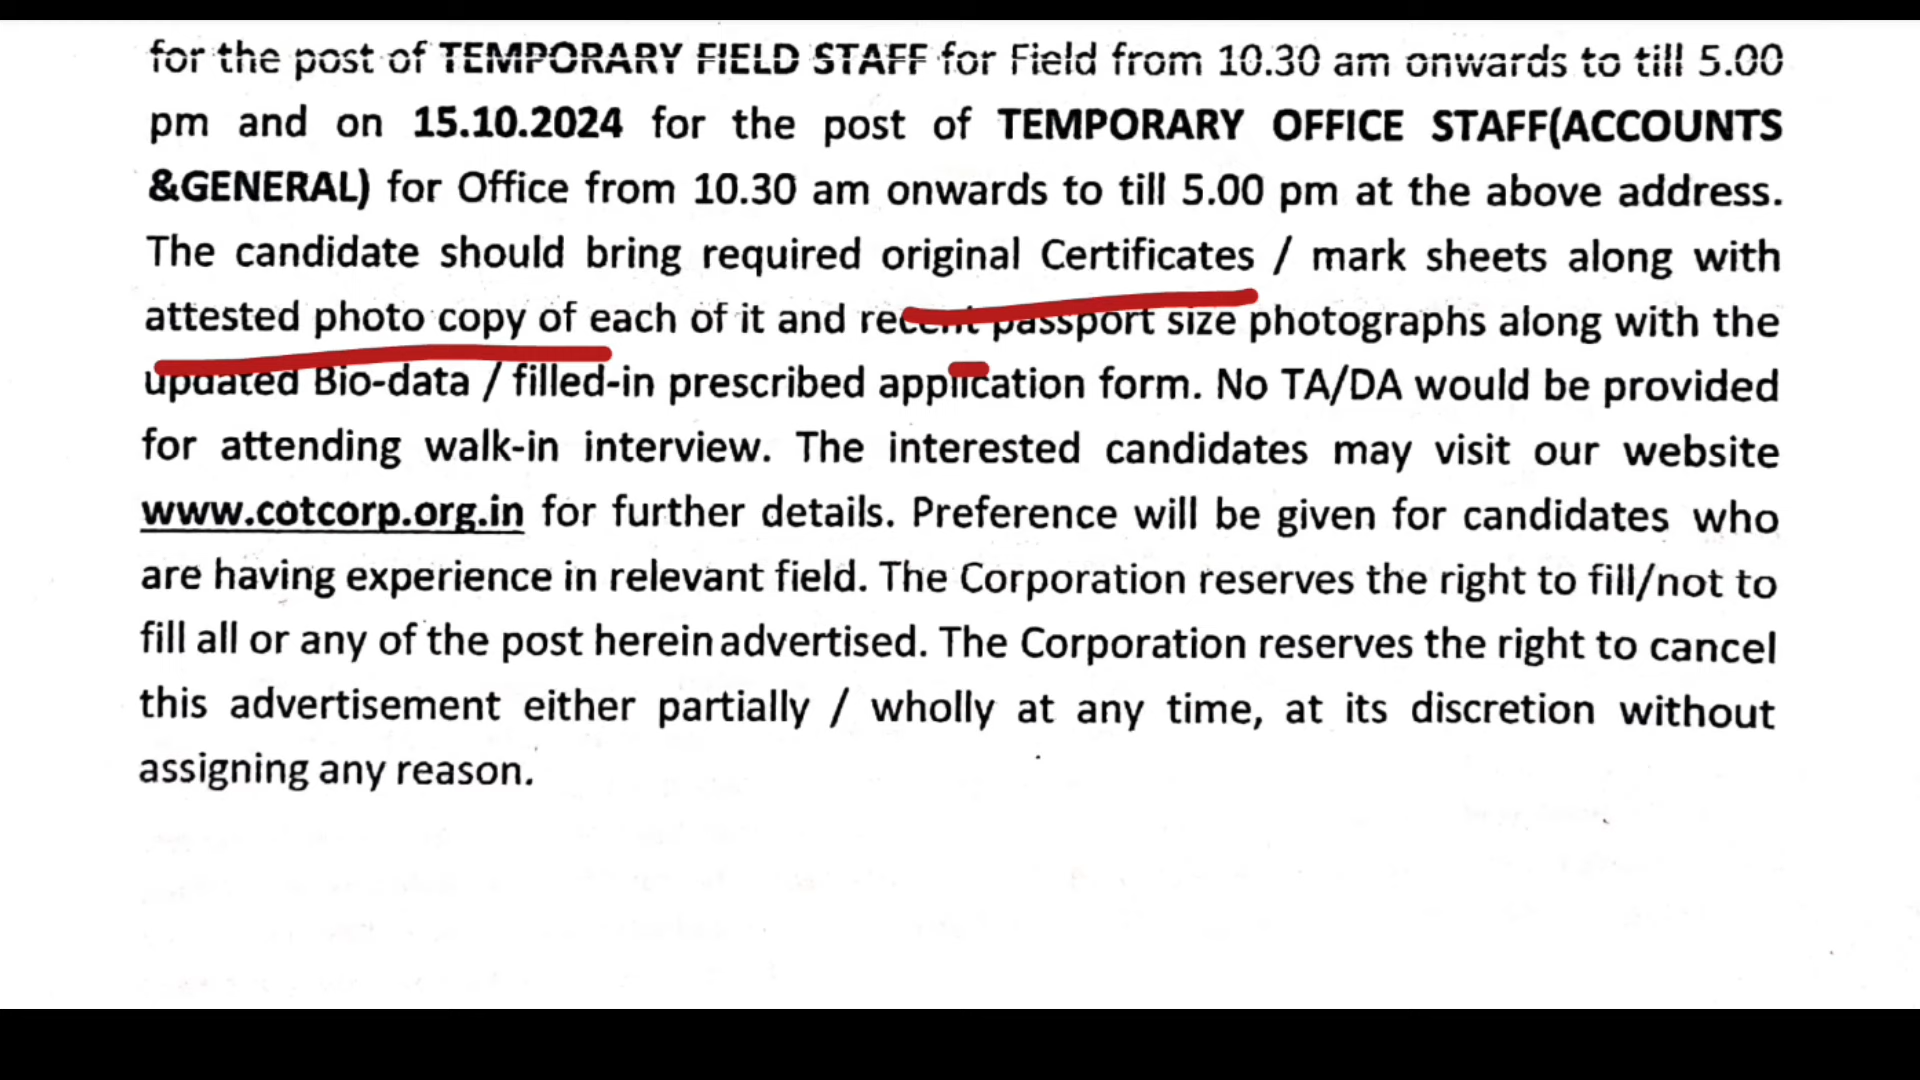 for the post of TEMPORARY FIELD STAFF for Field from 10.30 am onwards to till 5.00
pm and on 15.10.2024 for the post of TEMPORARY OFFICE STAFF(ACCOUNTS
&GENERAL) for Office from 10.30 am onwards to till 5.00 pm at the above address.
The candidate should bring required original Certificates / mark sheets along with
attested photo copy of each of it and recent passport size photographs along with the
updated Bio-data / filled-in prescribed application form. No TA/DA would be provided
for attending walk-in interview. The interested candidates may visit our website
www.cotcorp.org.in for further details. Preference will be given for candidates who
are having experience in relevant field. The Corporation reserves the right to fill/not to
fill all or any of the post herein advertised. The Corporation reserves the right to cancel
this advertisement either partially / wholly at any time, at its discretion without
assigning any reason.